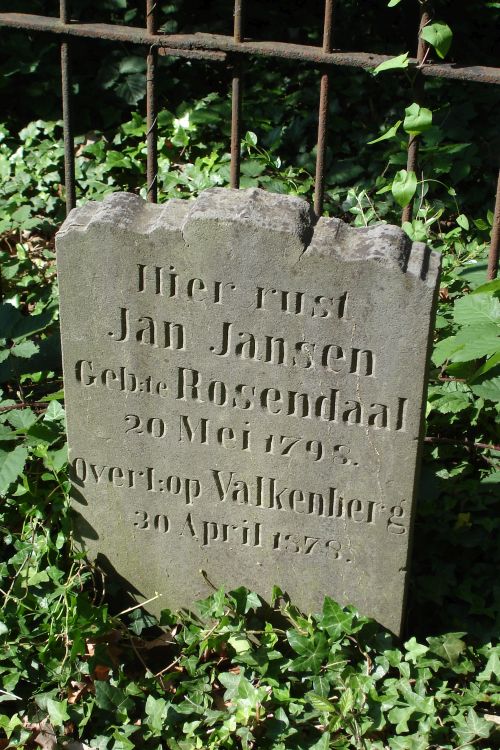 Hier rust
Jan Jansen
Geb: te Rosendaal
20 Mei 1798.
Overl: op Valkenberg
30 April 1878.